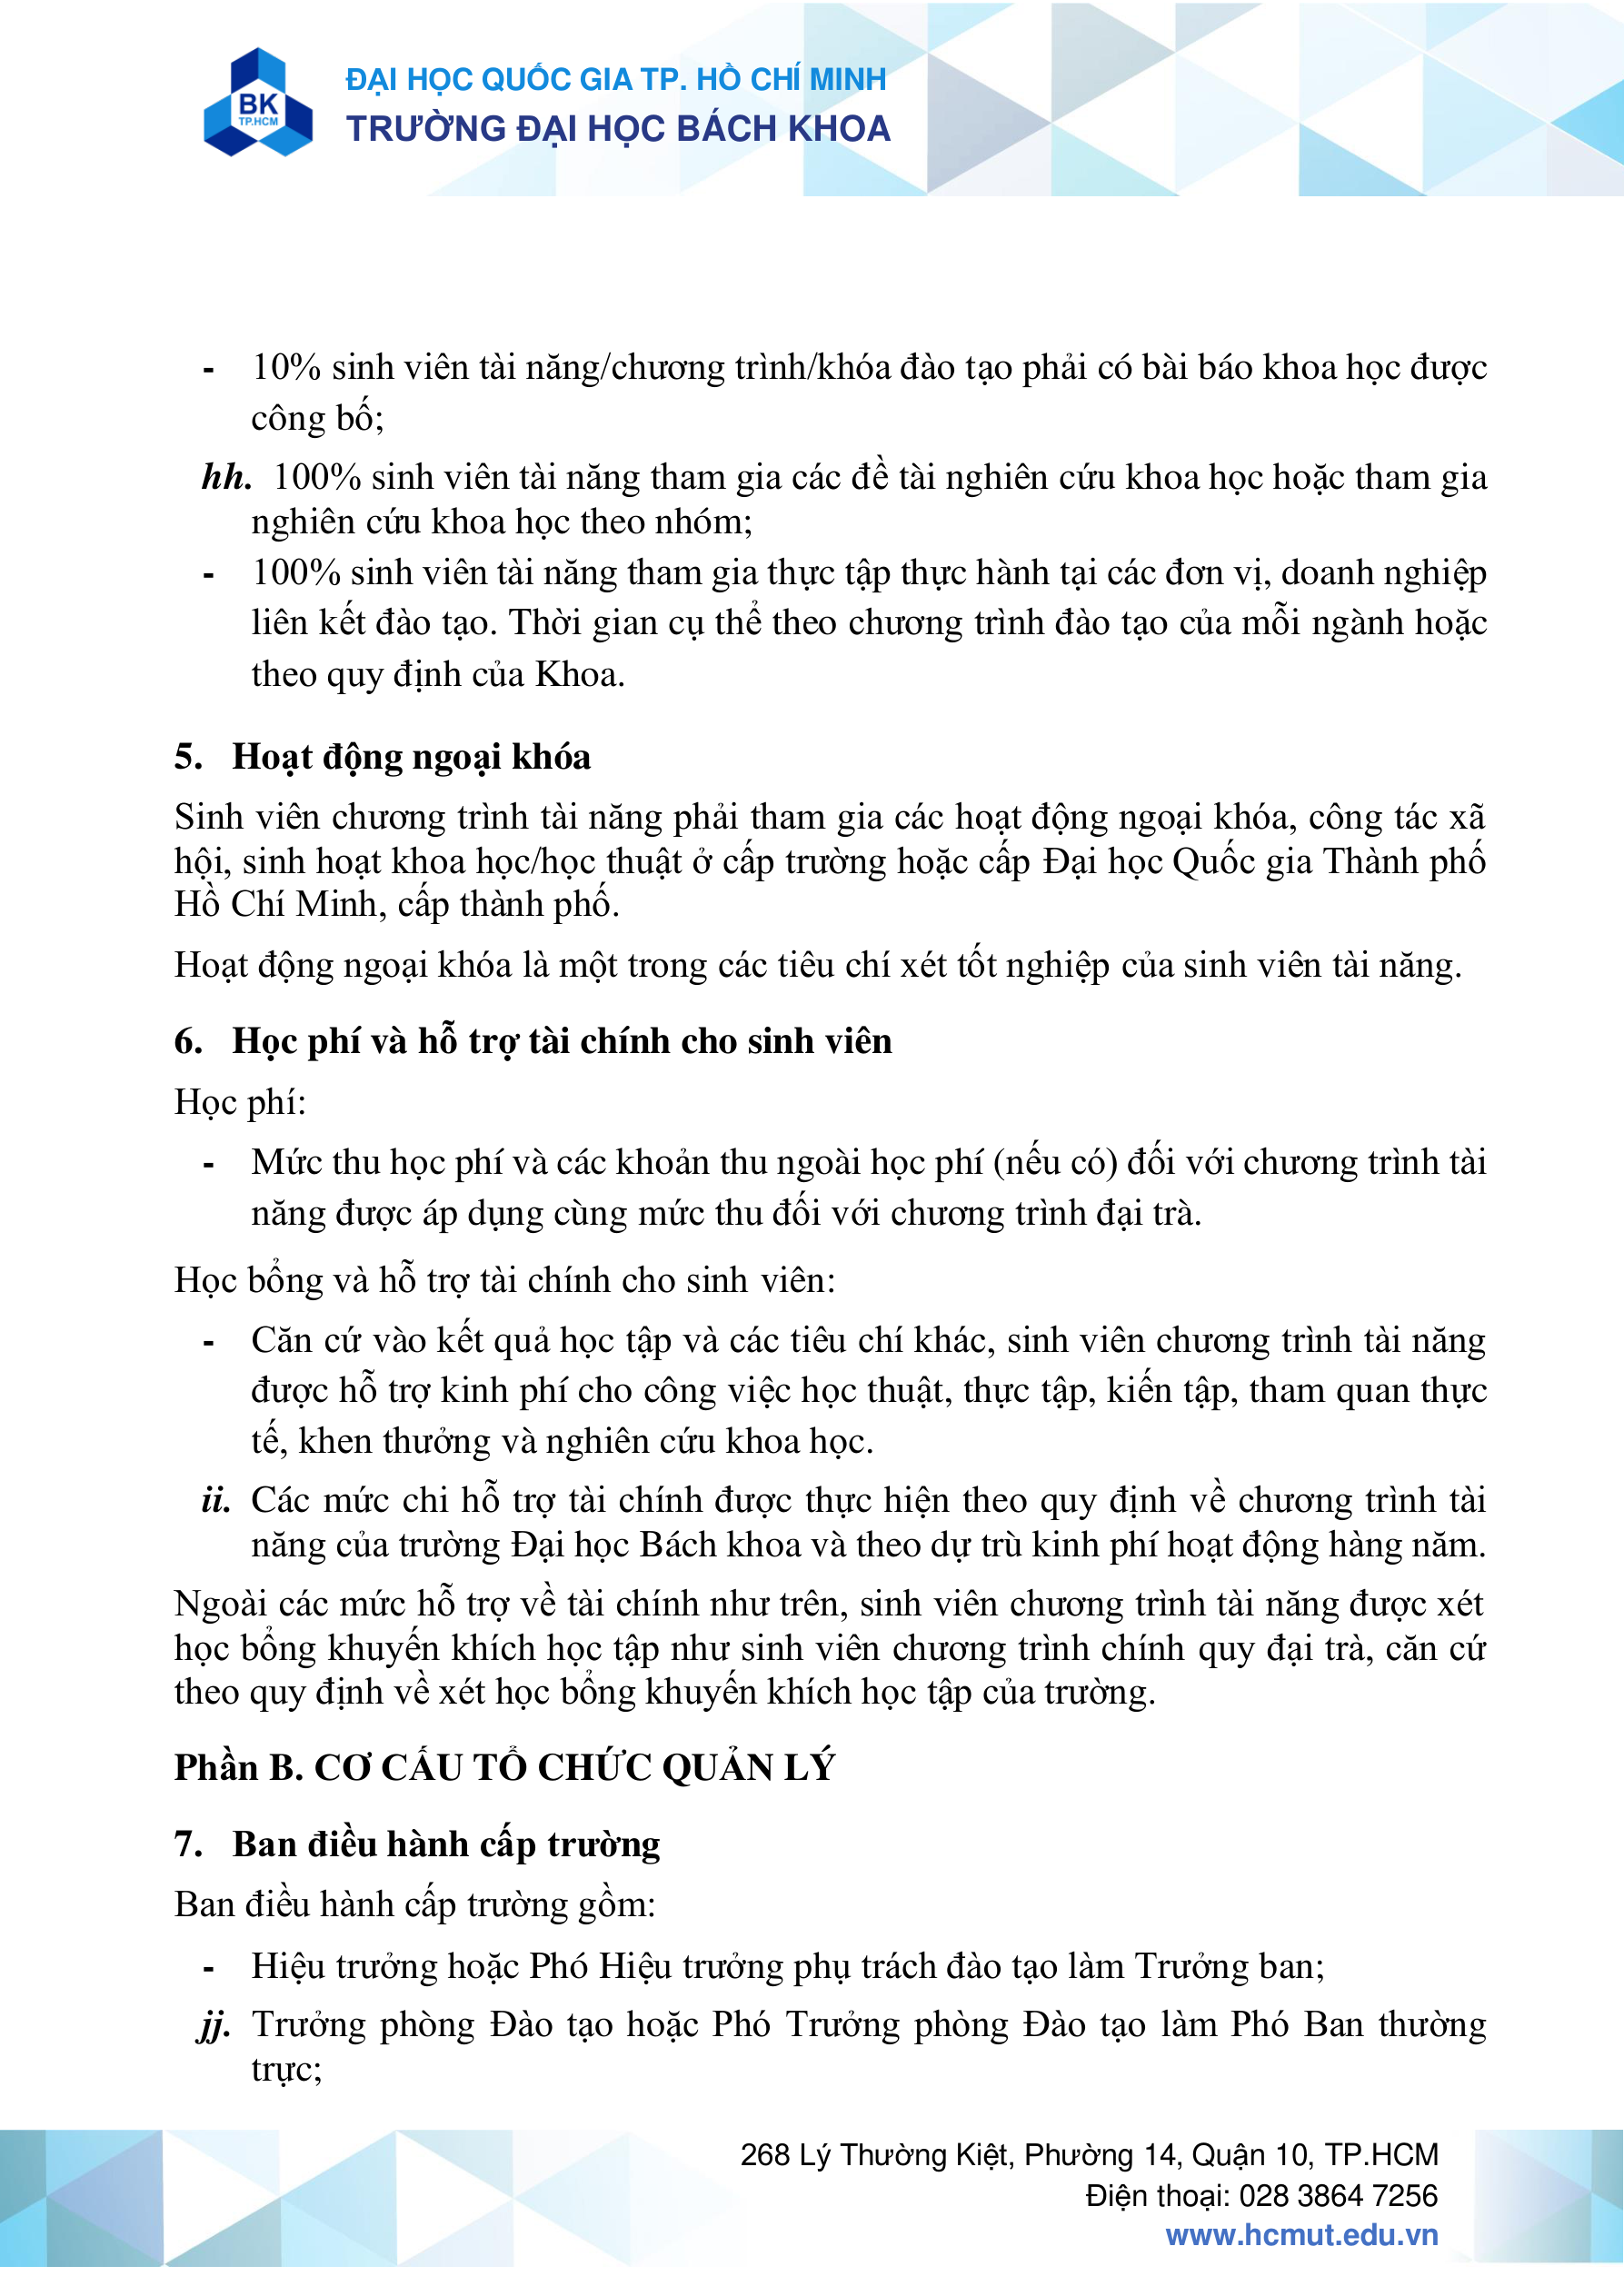 BK
TP.HCM
ĐẠI HỌC QUỐC GIA TP. HỒ CHÍ MINH
TRƯỜNG ĐẠI HỌC BÁCH KHOA
- 10% sinh viên tài năng/chương trình/khóa đào tạo phải có bài báo khoa học được
công bố;
hh. 100% sinh viên tài năng tham gia các đề tài nghiên cứu khoa học hoặc tham gia
nghiên cứu khoa học theo nhóm;
- 100% sinh viên tài năng tham gia thực tập thực hành tại các đơn vị, doanh nghiệp
liên kết đào tạo. Thời gian cụ thể theo chương trình đào tạo của mỗi ngành hoặc
theo quy định của Khoa.
5. Hoạt động ngoại khóa
Sinh viên chương trình tài năng phải tham gia các hoạt động ngoại khóa, công tác xã
hội, sinh hoạt khoa học/học thuật ở cấp trường hoặc cấp Đại học Quốc gia Thành phố
Hồ Chí Minh, cấp thành phố.
Hoạt động ngoại khóa là một trong các tiêu chí xét tốt nghiệp của sinh viên tài năng.
6. Học phí và hỗ trợ tài chính cho sinh viên
Học phí:
- Mức thu học phí và các khoản thu ngoài học phí (nếu có) đối với chương trình tài
năng được áp dụng cùng mức thu đối với chương trình đại trà.
Học bổng và hỗ trợ tài chính cho sinh viên:
- Căn cứ vào kết quả học tập và các tiêu chí khác, sinh viên chương trình tài năng
được hỗ trợ kinh phí cho công việc học thuật, thực tập, kiến tập, tham quan thực
tế, khen thưởng và nghiên cứu khoa học.
ii. Các mức chi hỗ trợ tài chính được thực hiện theo quy định về chương trình tài
năng của trường Đại học Bách khoa và theo dự trù kinh phí hoạt động hàng năm.
Ngoài các mức hỗ trợ về tài chính như trên, sinh viên chương trình tài năng được xét
học bổng khuyến khích học tập như sinh viên chương trình chính quy đại trà, căn cứ
theo quy định về xét học bổng khuyến khích học tập của trường.
Phần B. CƠ CẤU TỔ CHỨC QUẢN LÝ
7. Ban điều hành cấp trường
Ban điều hành cấp trường gồm:
- Hiệu trưởng hoặc Phó Hiệu trưởng phụ trách đào tạo làm Trưởng ban;
jj. Trưởng phòng Đào tạo hoặc Phó Trưởng phòng Đào tạo làm Phó Ban thường
trực;
268 Lý Thường Kiệt, Phường 14, Quận 10, TP.HCM
Điện thoại: 028 3864 7256
www.hcmut.edu.vn